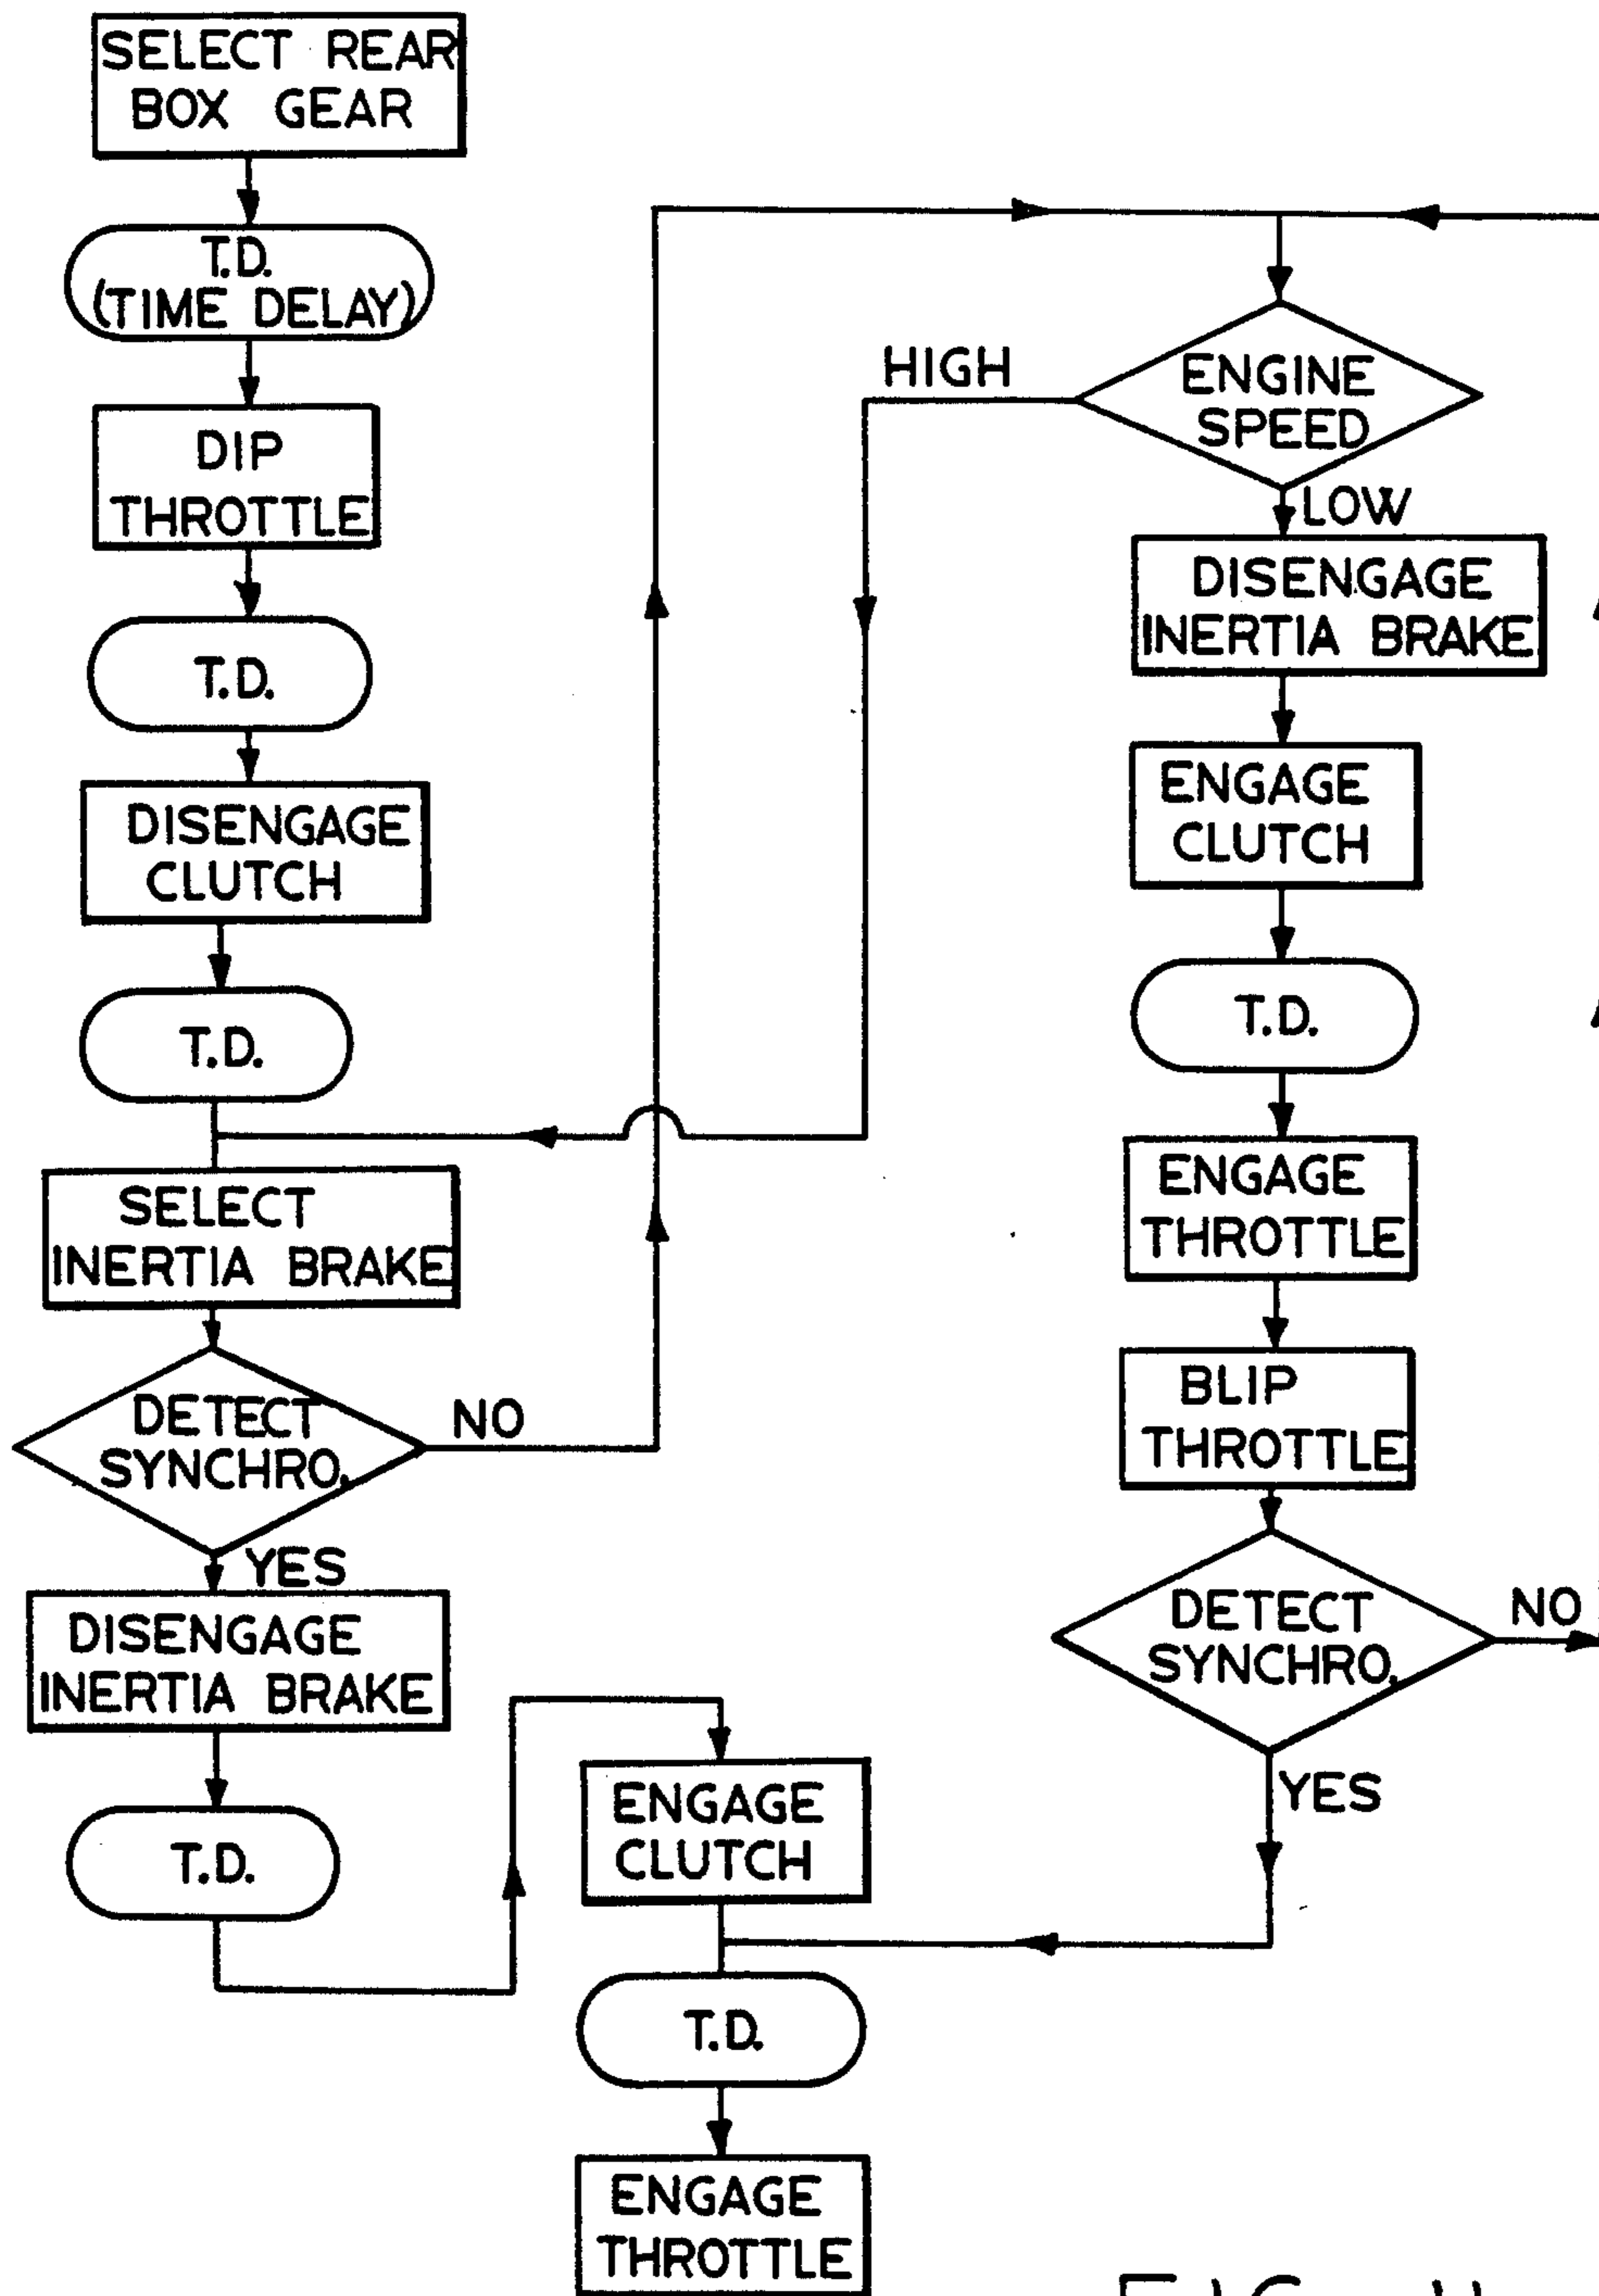 SELECT REAR
BOX GEAR
T.D.
(TIME DELAY)
DIP
THROTTLE
T.D.
DISENGAGE
CLUTCH
T.D.
SELECT
INERTIA BRAKE
DETECT
SYNCHRO.
NO
YES
DISENGAGE
INERTIA BRAKE
T.D.
ENGAGE
CLUTCH
T.D.
ENGAGE
THROTTLE
HIGH
ENGINE
SPEED
LOW
DISENGAGE
INERTIA BRAKE
ENGAGE
CLUTCH
T.D.
ENGAGE
THROTTLE
BLIP
THROTTLE
DETECT
SYNCHRO.
NO
YES